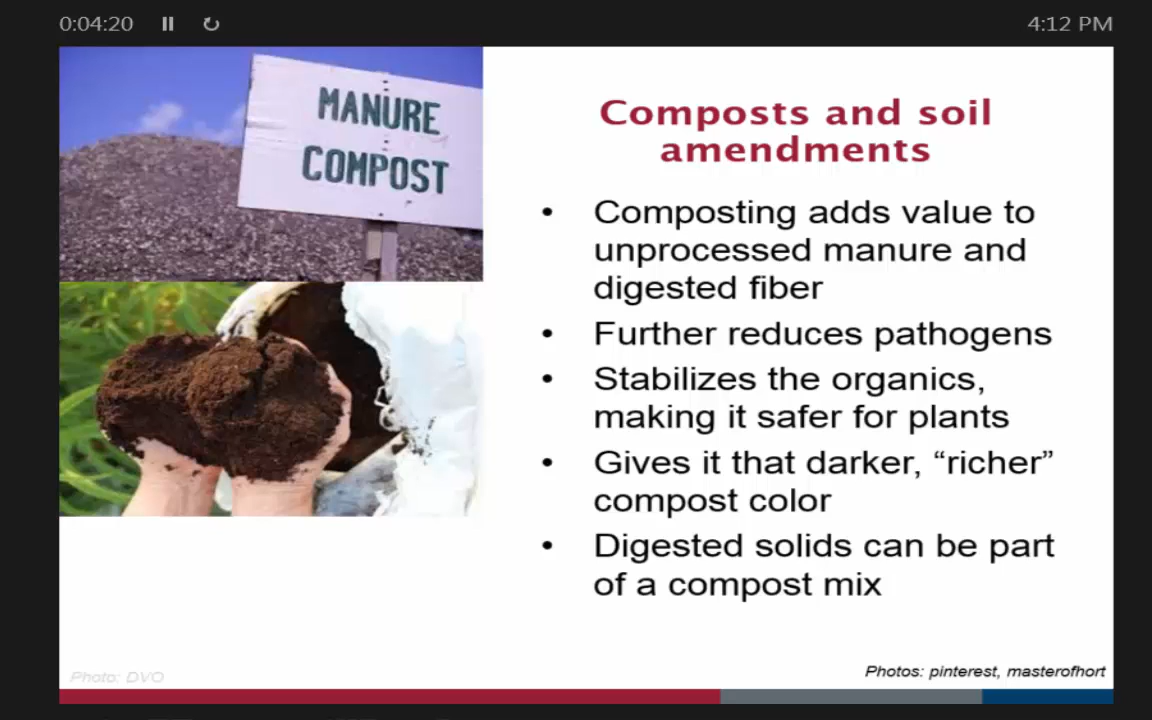 0:04:20
4:12 PM
MANURE
COMPOST
Composts and soil
amendments
• Composting adds value to
unprocessed manure and
digested fiber
• Further reduces pathogens
• Stabilizes the organics,
making it safer for plants
• Gives it that darker, “richer”
compost color
• Digested solids can be part
of a compost mix
Photo: DVO
Photos: pinterest, masterofhort